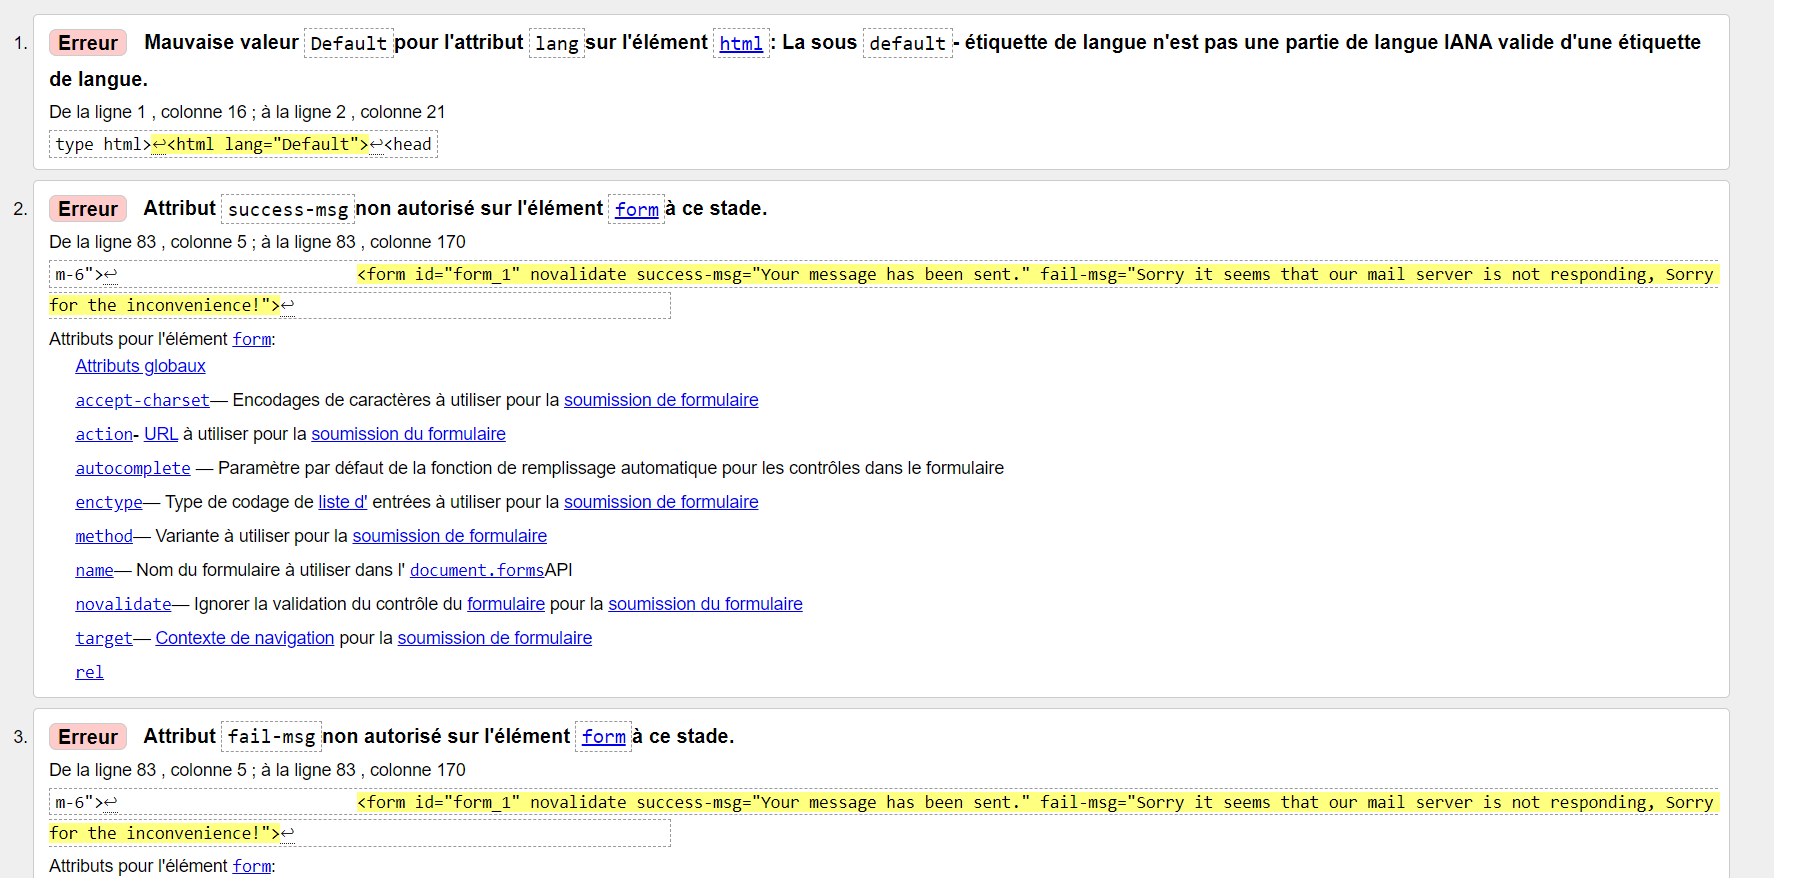 1. Erreur Mauvaise valeur Default pour l'attribut lang sur l'élément html : La sous default - étiquette de langue n'est pas une partie de langue IANA valide d'une étiquette
de langue.
De la ligne 1 , colonne 16 ; à la ligne 2 , colonne 21
type html>↩<html lang="Default">↩<head
2. Erreur Attribut success-msg non autorisé sur l'élément form à ce stade.
De la ligne 83 , colonne 5 ; à la ligne 83 , colonne 170
m-6">↩ <form id="form_1" novalidate success-msg="Your message has been sent." fail-msg="Sorry it seems that our mail server is not responding, Sorry
for the inconvenience!">↩
Attributs pour l'élément form:
Attributs globaux
accept-charset— Encodages de caractères à utiliser pour la soumission de formulaire
action- URL à utiliser pour la soumission du formulaire
autocomplete — Paramètre par défaut de la fonction de remplissage automatique pour les contrôles dans le formulaire
enctype— Type de codage de liste d' entrées à utiliser pour la soumission de formulaire
method— Variante à utiliser pour la soumission de formulaire
name— Nom du formulaire à utiliser dans l' document.formsAPI
novalidate— Ignorer la validation du contrôle du formulaire pour la soumission du formulaire
target— Contexte de navigation pour la soumission de formulaire
rel
3. Erreur Attribut fail-msg non autorisé sur l'élément form à ce stade.
De la ligne 83 , colonne 5 ; à la ligne 83 , colonne 170
m-6">↩ <form id="form_1" novalidate success-msg="Your message has been sent." fail-msg="Sorry it seems that our mail server is not responding, Sorry
for the inconvenience!">↩
Attributs pour l'élément form: